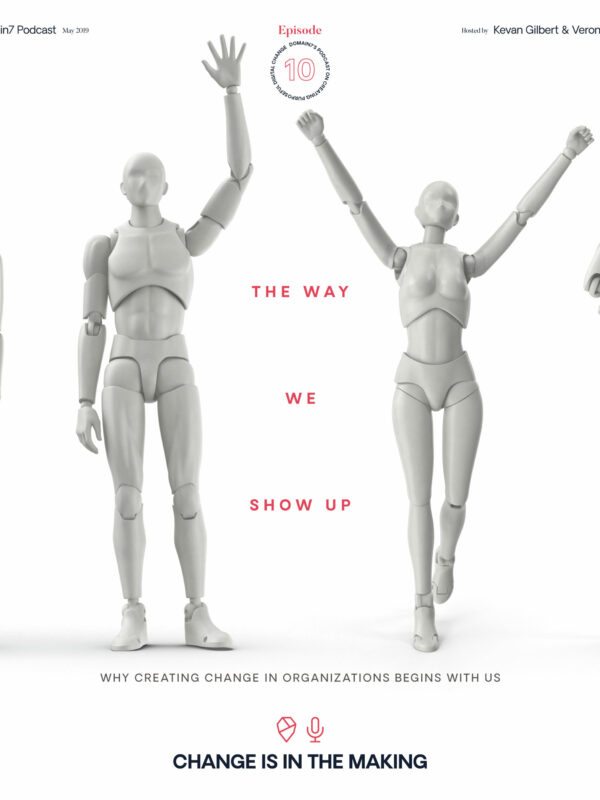 in7 Podcast May 2019
Episode
DOMAIN7'S PODCAST ON CREATING PURPOSEFUL DIGITAL CHANGE
10
Hosted by Kevan Gilbert & Veron
THE WAY
WE
SHOW UP
WHY CREATING CHANGE IN ORGANIZATIONS BEGINS WITH US
CHANGE IS IN THE MAKING